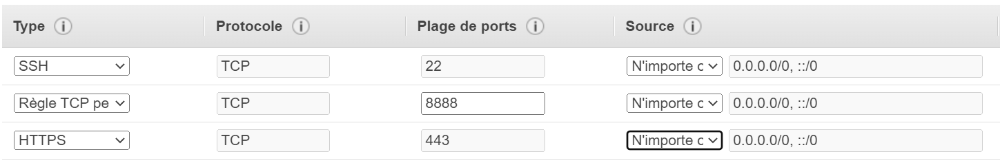 Type Protocole Plage de ports Source
SSH TCP 22 N'importe c 0.0.0.0/0, ::/0
Règle TCP pe TCP 8888 N'importe c 0.0.0.0/0, ::/0
HTTPS TCP 443 N'importe c 0.0.0.0/0, ::/0